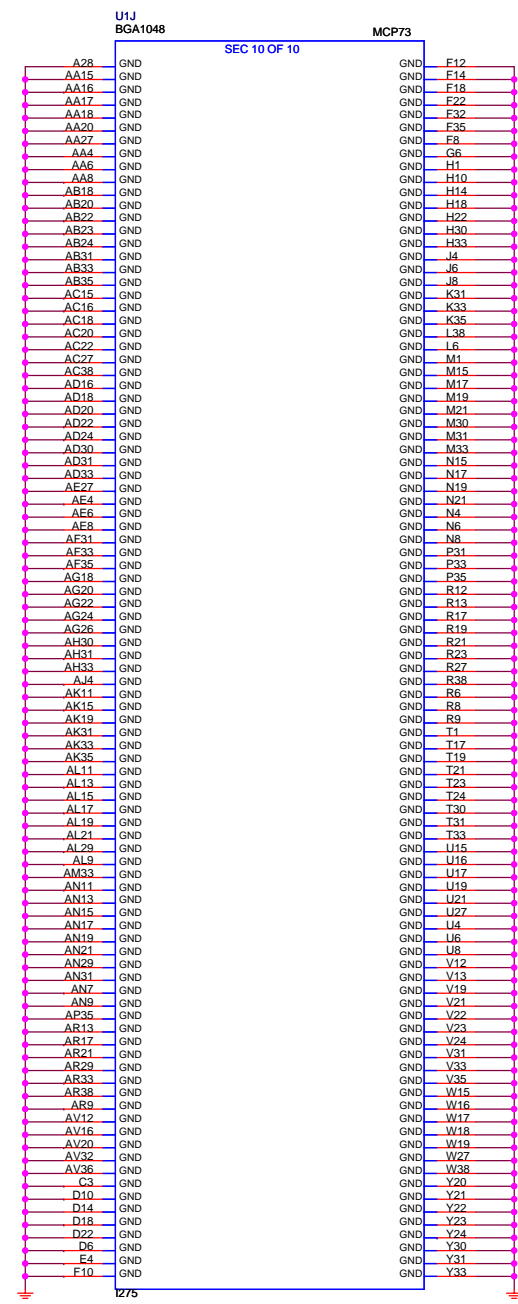 U1J
BGA1048 MCP73
SEC 10 OF 10
A28 GND GND F12
AA15 GND GND F14
AA16 GND GND F18
AA17 GND GND F22
AA18 GND GND F32
AA20 GND GND F35
AA27 GND GND F8
AA4 GND GND G6
AA6 GND GND H1
AA8 GND GND H10
AB18 GND GND H14
AB20 GND GND H18
AB22 GND GND H22
AB23 GND GND H30
AB24 GND GND H33
AB31 GND GND J4
AB33 GND GND J6
AB35 GND GND J8
AC15 GND GND K31
AC16 GND GND K33
AC18 GND GND K35
AC20 GND GND L38
AC22 GND GND L6
AC27 GND GND M1
AC38 GND GND M15
AD16 GND GND M17
AD18 GND GND M19
AD20 GND GND M21
AD22 GND GND M30
AD24 GND GND M31
AD30 GND GND M33
AD31 GND GND N15
AD33 GND GND N17
AE27 GND GND N19
AE4 GND GND N21
AE6 GND GND N4
AE8 GND GND N6
AF31 GND GND N8
AF33 GND GND P31
AF35 GND GND P33
AG18 GND GND P35
AG20 GND GND R12
AG22 GND GND R13
AG24 GND GND R17
AG26 GND GND R19
AH30 GND GND R21
AH31 GND GND R23
AH33 GND GND R27
AJ4 GND GND R38
AK11 GND GND R6
AK15 GND GND R8
AK19 GND GND R9
AK31 GND GND T1
AK33 GND GND T17
AK35 GND GND T19
AL11 GND GND T21
AL13 GND GND T23
AL15 GND GND T24
AL17 GND GND T30
AL19 GND GND T31
AL21 GND GND T33
AL29 GND GND U15
AL9 GND GND U16
AM33 GND GND U17
AN11 GND GND U19
AN13 GND GND U21
AN15 GND GND U27
AN17 GND GND U4
AN19 GND GND U6
AN21 GND GND U8
AN29 GND GND V12
AN31 GND GND V13
AN7 GND GND V19
AN9 GND GND V21
AP35 GND GND V22
AR13 GND GND V23
AR17 GND GND V24
AR21 GND GND V31
AR29 GND GND V33
AR33 GND GND V35
AR38 GND GND W15
AR9 GND GND W16
AV12 GND GND W17
AV16 GND GND W18
AV20 GND GND W19
AV32 GND GND W27
AV36 GND GND W38
C3 GND GND Y20
D10 GND GND Y21
D14 GND GND Y22
D18 GND GND Y23
D22 GND GND Y24
D6 GND GND Y30
E4 GND GND Y31
F10 GND GND Y33
I275